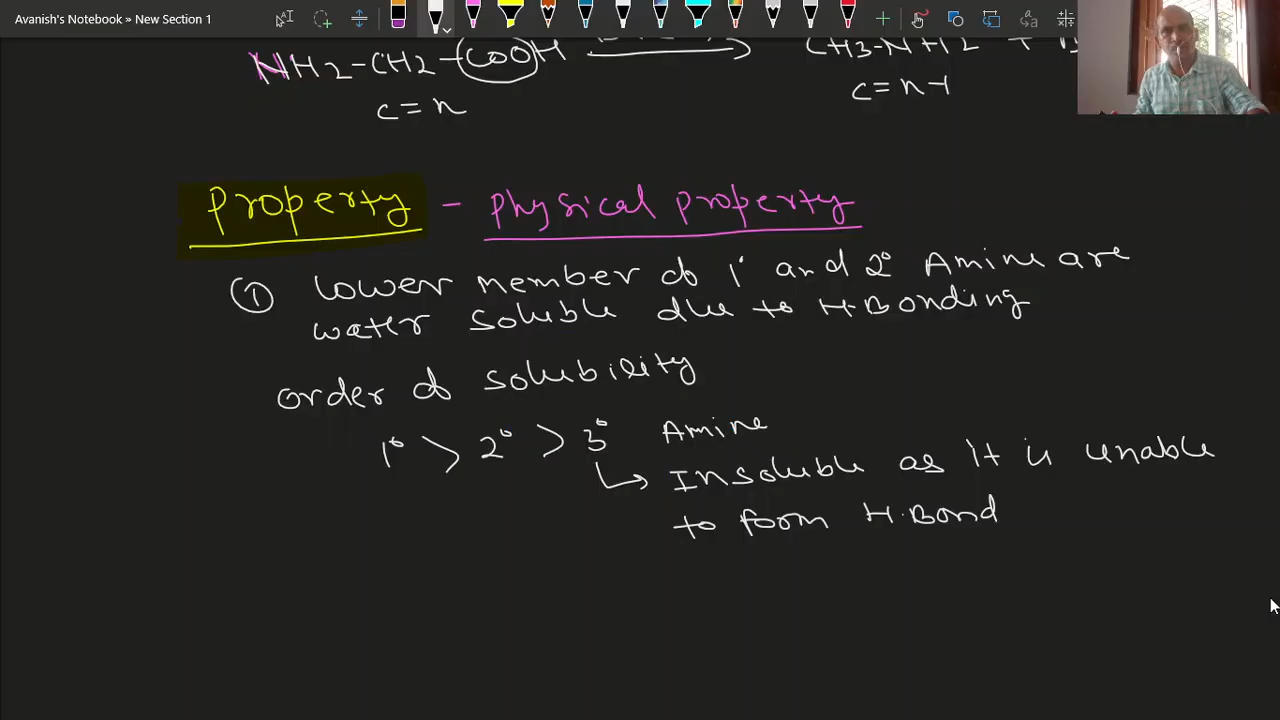 Avanish's Notebook » New Section 1
NH2-CH2-COOH CH3-NH2 +
c=n c=n-1
Property - Physical property
① Lower member of 1° and 2° Amine are
water soluble due to H-Bonding
order of solubility
1° > 2° > 3° Amine
↳ Insoluble as It is unable
to form H.Bond